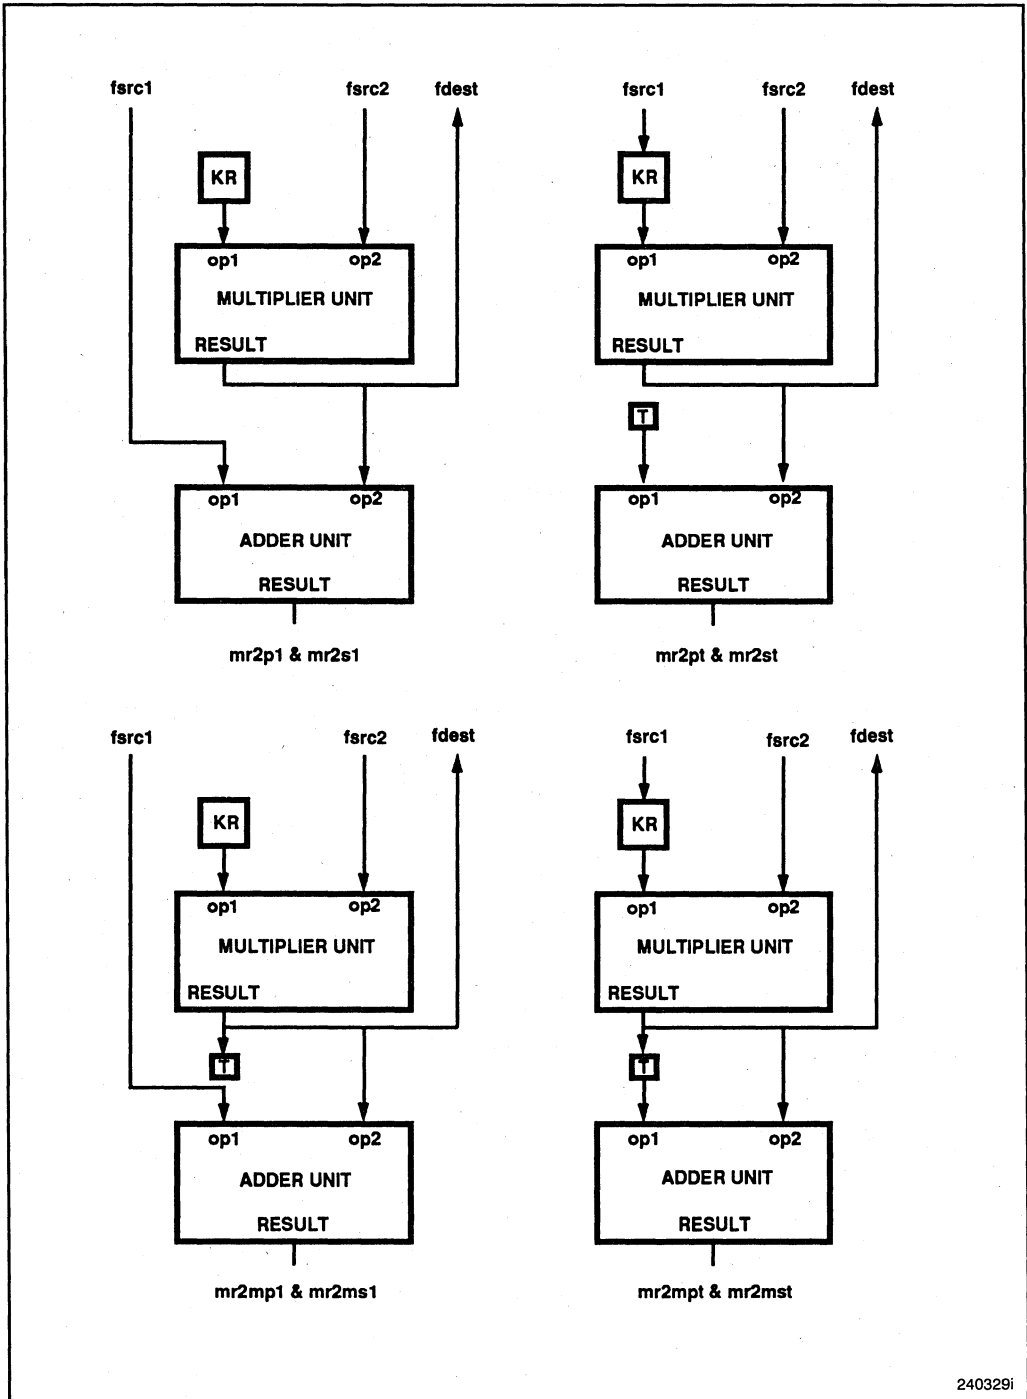 fsrc1 fsrc2 fdest
KR
op1 op2
MULTIPLIER UNIT
RESULT
op1 op2
ADDER UNIT
RESULT
mr2p1 & mr2s1
fsrc1 fsrc2 fdest
KR
op1 op2
MULTIPLIER UNIT
RESULT
T
op1 op2
ADDER UNIT
RESULT
mr2pt & mr2st
fsrc1 fsrc2 fdest
KR
op1 op2
MULTIPLIER UNIT
RESULT
T
op1 op2
ADDER UNIT
RESULT
mr2mp1 & mr2ms1
fsrc1 fsrc2 fdest
KR
op1 op2
MULTIPLIER UNIT
RESULT
T
op1 op2
ADDER UNIT
RESULT
mr2mpt & mr2mst
240329i